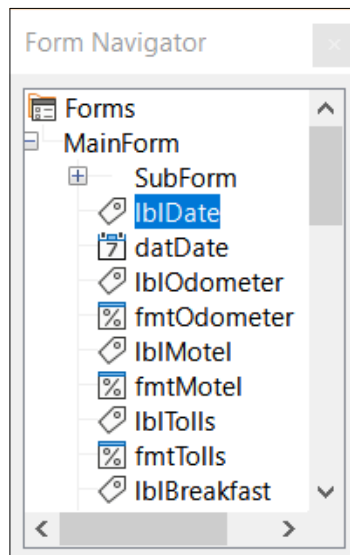 Form Navigator
Forms
MainForm
SubForm
lblDate
datDate
lblOdometer
fmtOdometer
lblMotel
fmtMotel
lblTolls
fmtTolls
lblBreakfast